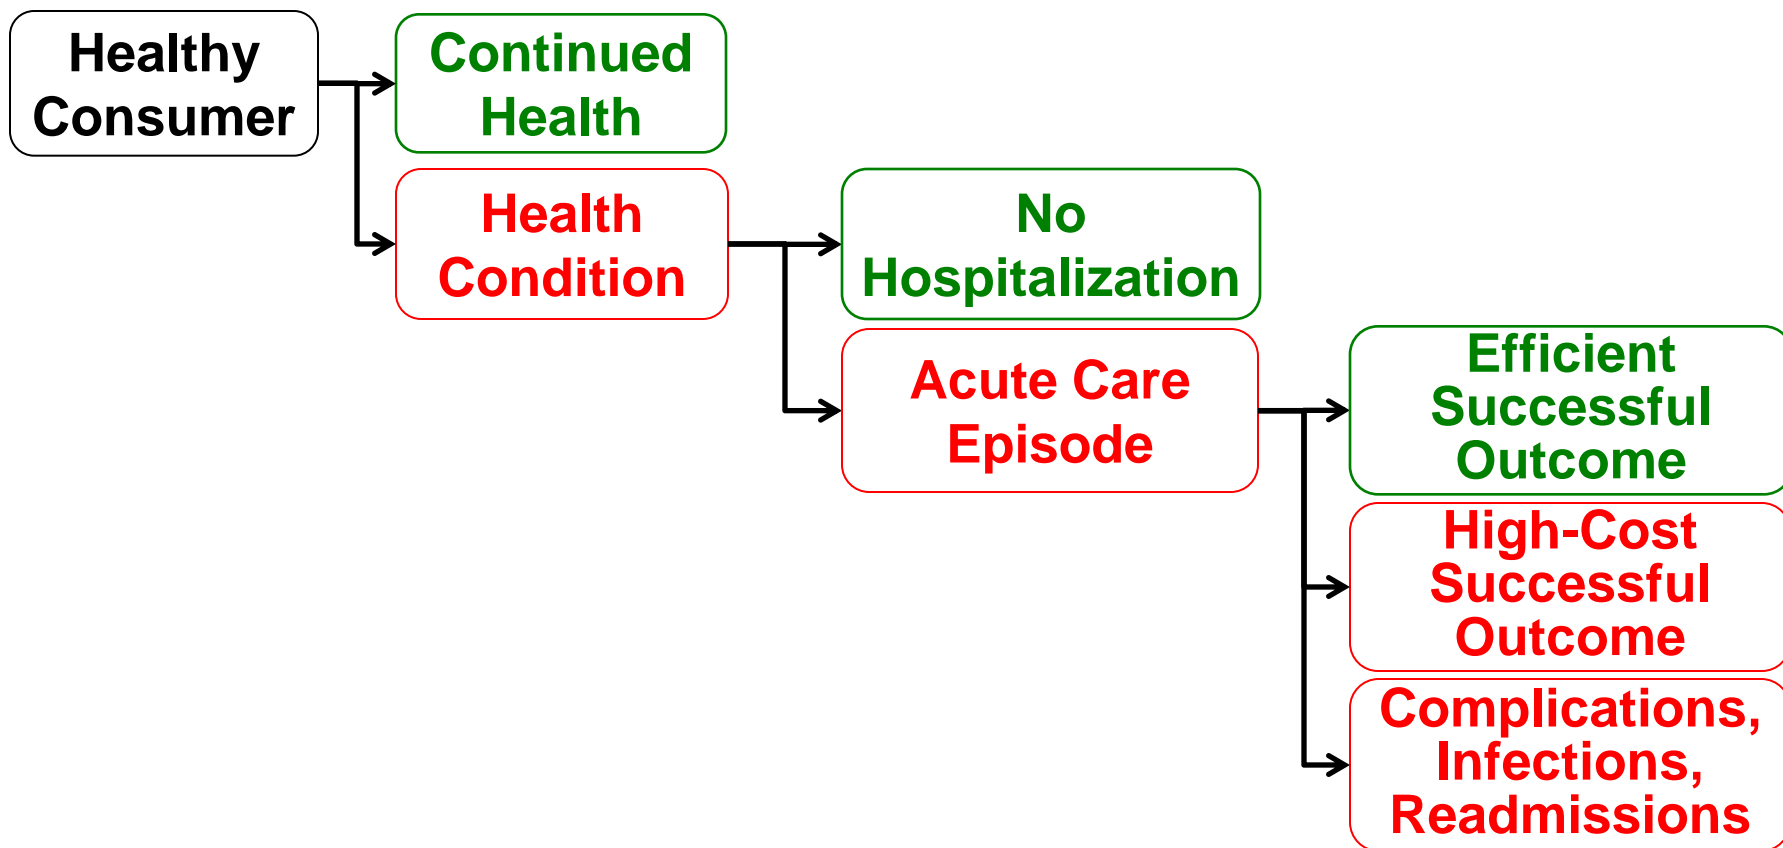 Healthy
Consumer
Continued
Health
Health
Condition
No
Hospitalization
Acute Care
Episode
Efficient
Successful
Outcome
High-Cost
Successful
Outcome
Complications,
Infections,
Readmissions